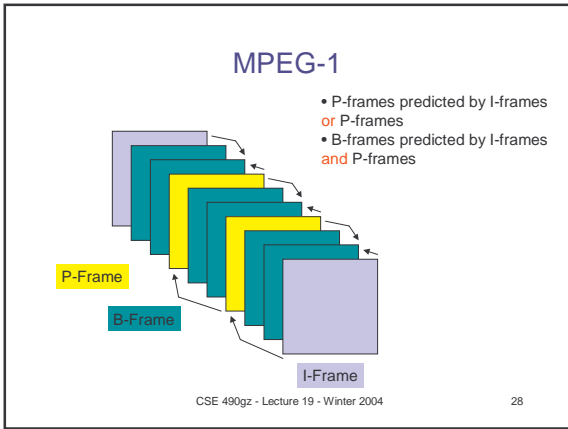 MPEG-1
• P-frames predicted by I-frames
or P-frames
• B-frames predicted by I-frames
and P-frames
P-Frame
B-Frame
I-Frame
CSE 490gz - Lecture 19 - Winter 2004
28